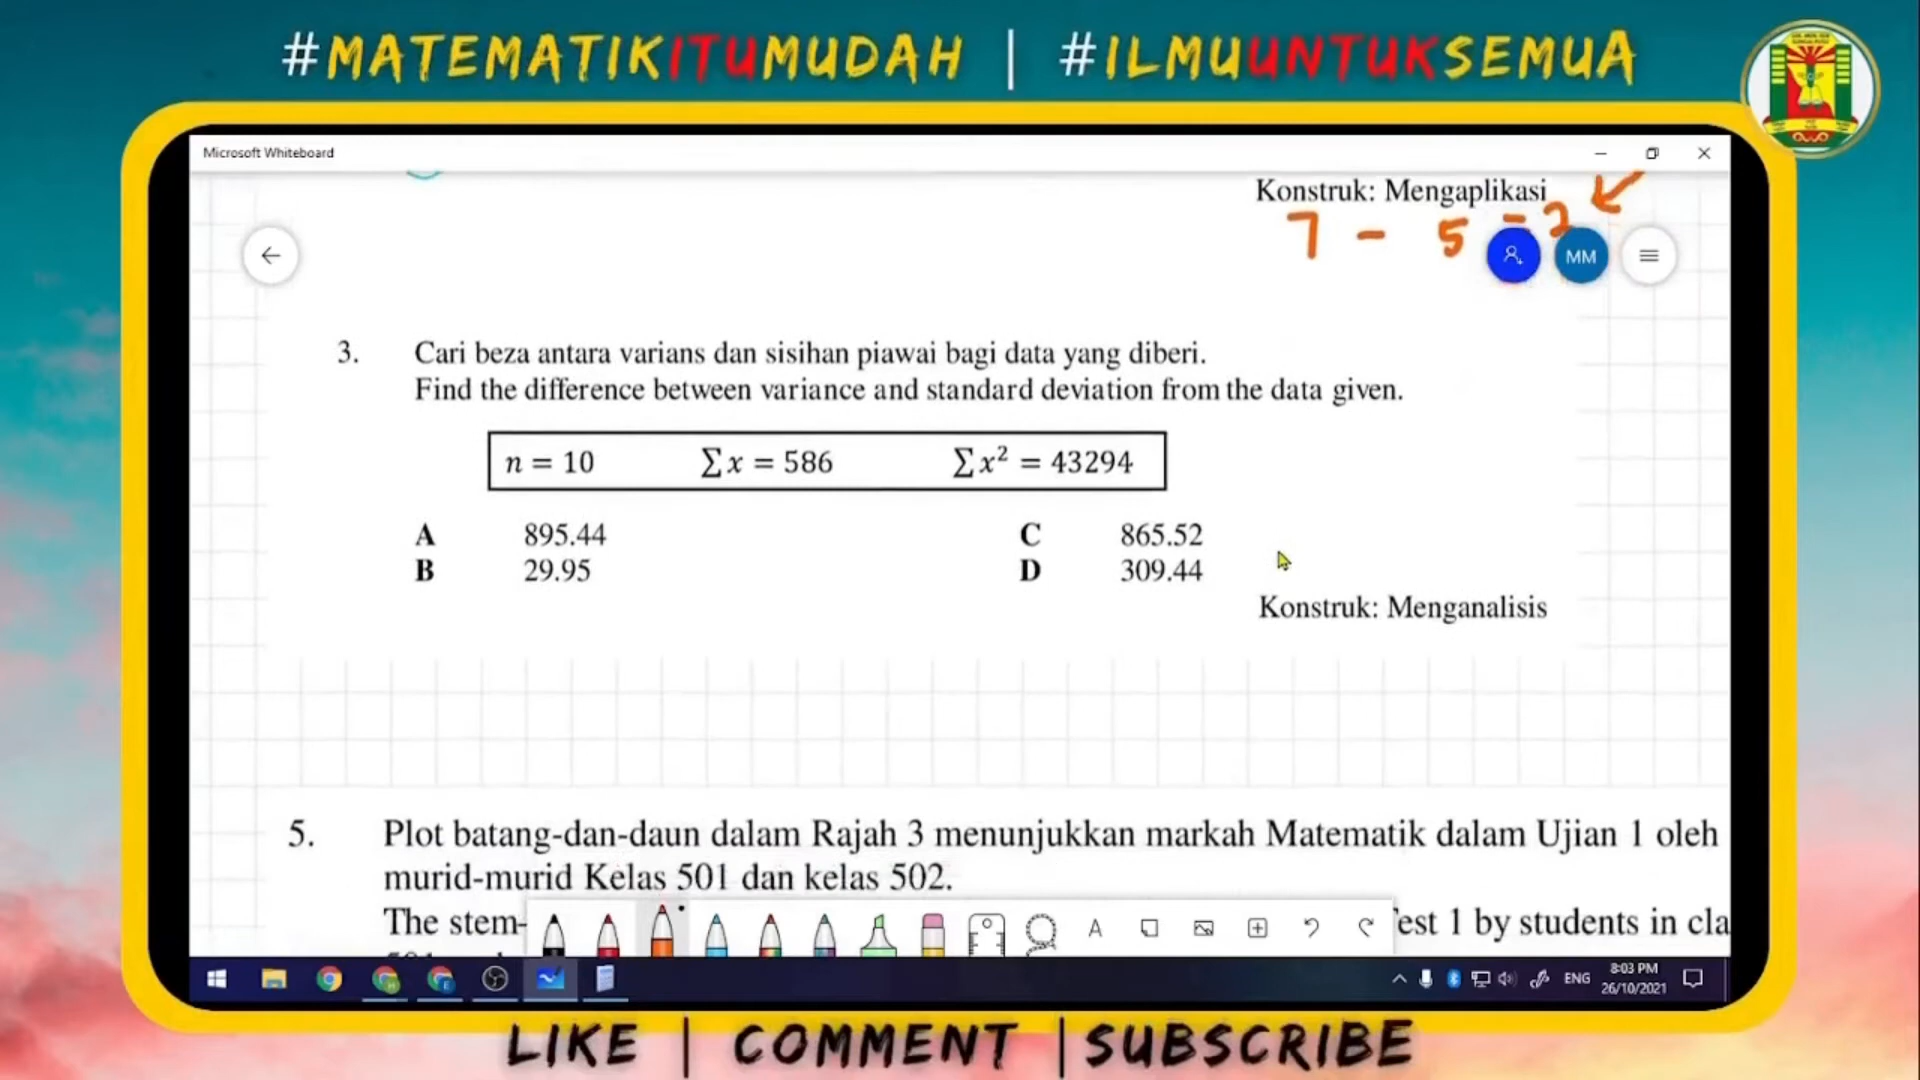 #MATEMATIKITUMUDAH | #ILMUUNTUKSEMUA
Microsoft Whiteboard
Konstruk: Mengaplikasi
7 - 5 = 2
MM
3. Cari beza antara varians dan sisihan piawai bagi data yang diberi.
Find the difference between variance and standard deviation from the data given.
n = 10 ∑x = 586 ∑x² = 43294
A 895.44 C 865.52
B 29.95 D 309.44
Konstruk: Menganalisis
5. Plot batang-dan-daun dalam Rajah 3 menunjukkan markah Matematik dalam Ujian 1 oleh
murid-murid Kelas 501 dan kelas 502.
The stem- est 1 by students in cla
ENG
8:03 PM
26/10/2021
LIKE | COMMENT | SUBSCRIBE